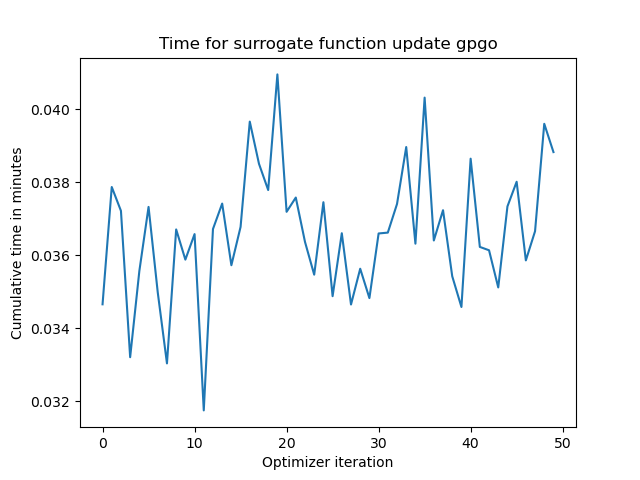 Time for surrogate function update gpgo
Cumulative time in minutes
0.040
0.038
0.036
0.034
0.032
0 10 20 30 40 50
Optimizer iteration